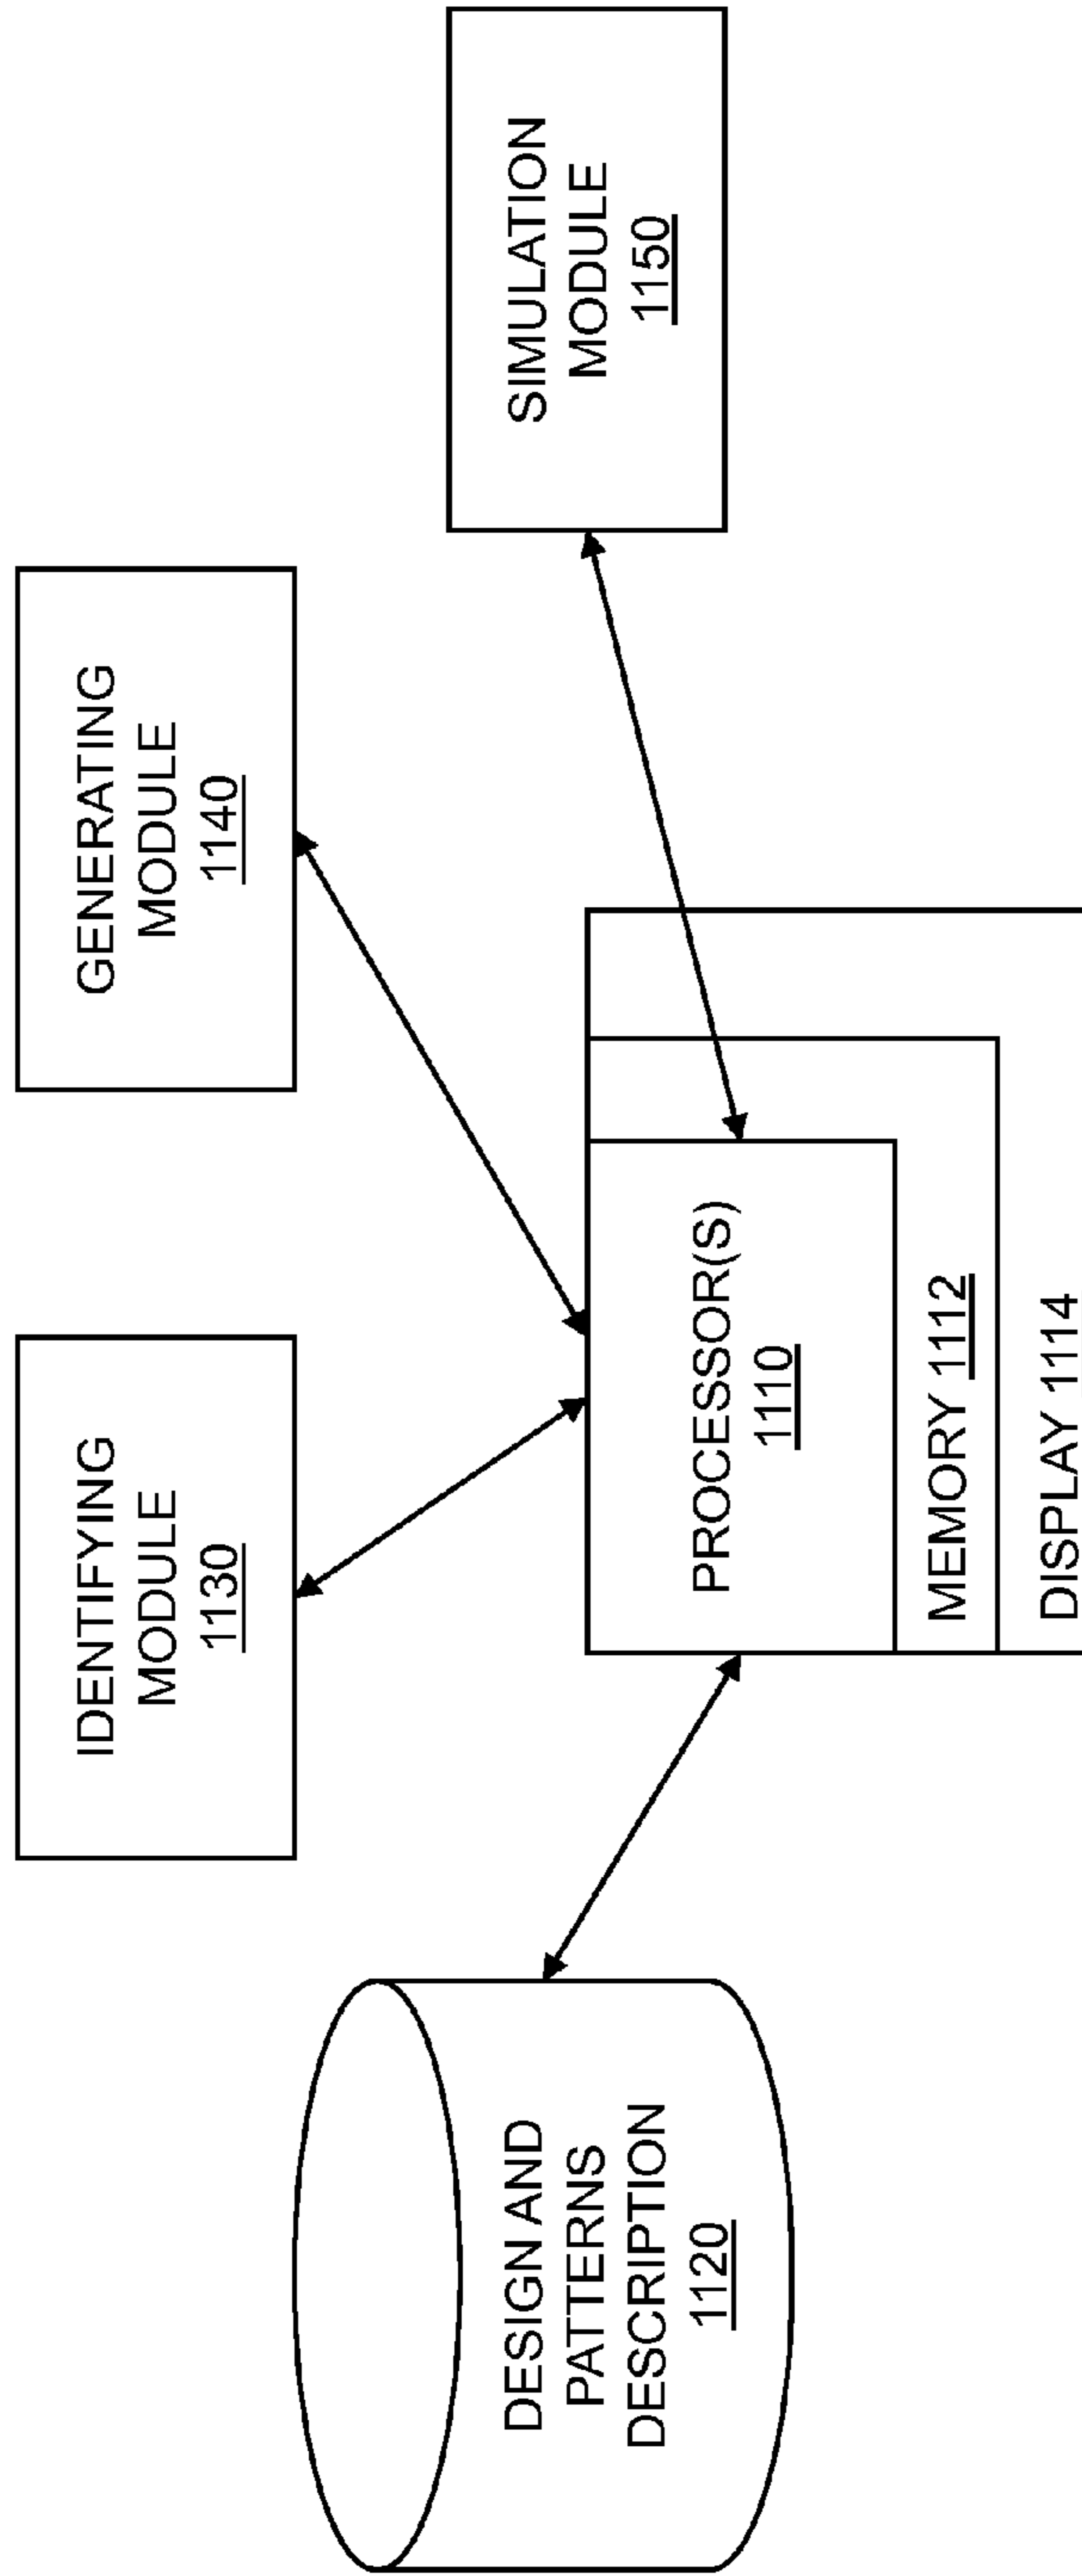 DESIGN AND
PATTERNS
DESCRIPTION
1120
IDENTIFYING
MODULE
1130
GENERATING
MODULE
1140
SIMULATION
MODULE
1150
PROCESSOR(S)
1110
MEMORY 1112
DISPLAY 1114